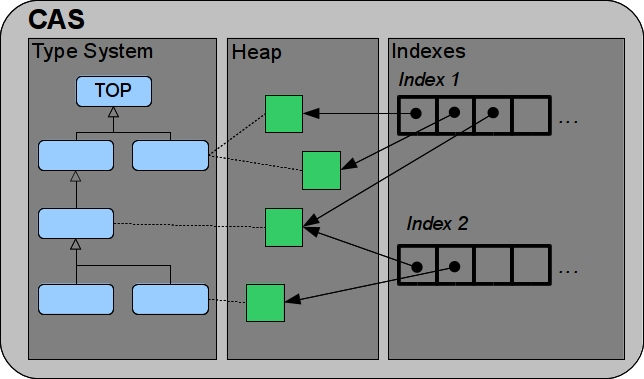 CAS
Type System
Heap
Indexes
TOP
Index 1
...
Index 2
...